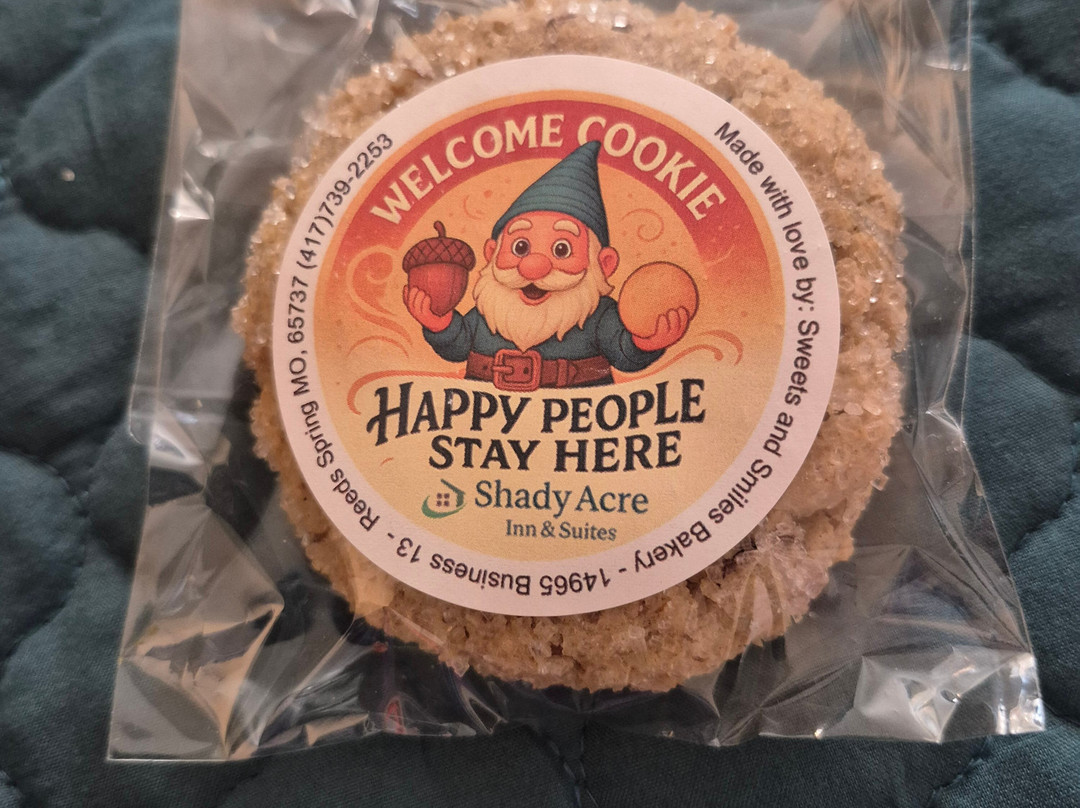 WELCOME COOKIE
HAPPY PEOPLE
STAY HERE
Shady Acre
Inn & Suites
Made with love by: Sweets and Smiles Bakery - 14965 Business 13 - Reeds Spring MO, 65737 (417)739-2253